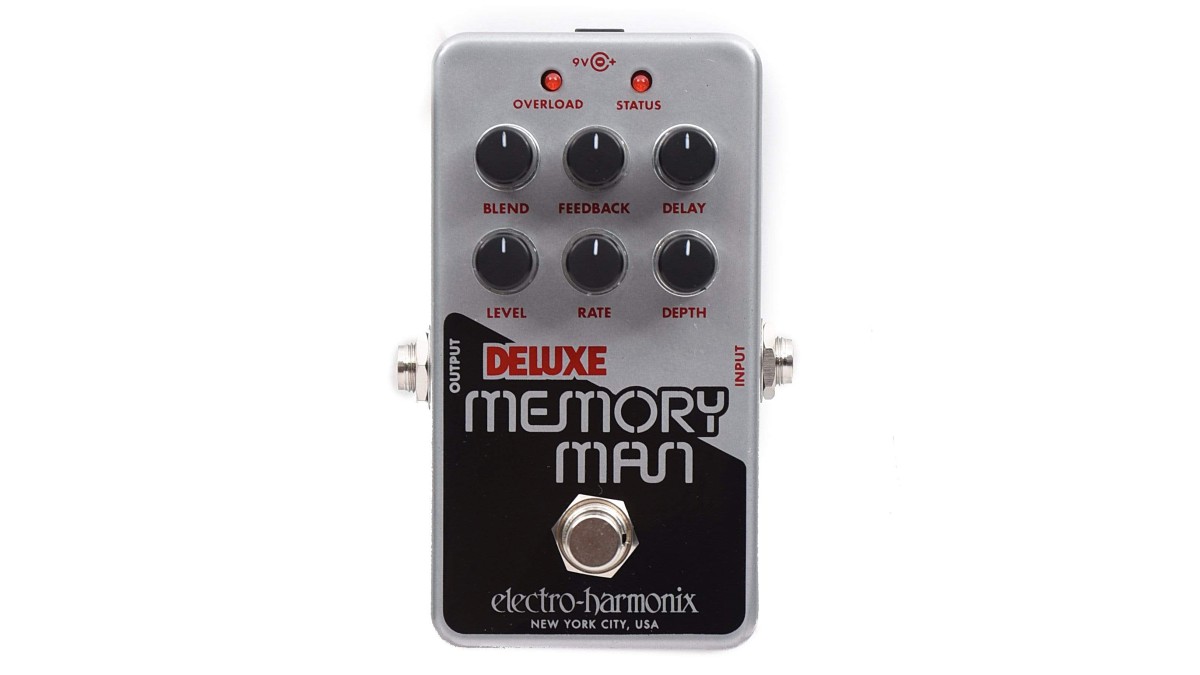 9V - +
OVERLOAD STATUS
BLEND FEEDBACK DELAY
LEVEL RATE DEPTH
OUTPUT
INPUT
DELUXE
MEMORY
MAN
electro-harmonix
NEW YORK CITY, USA